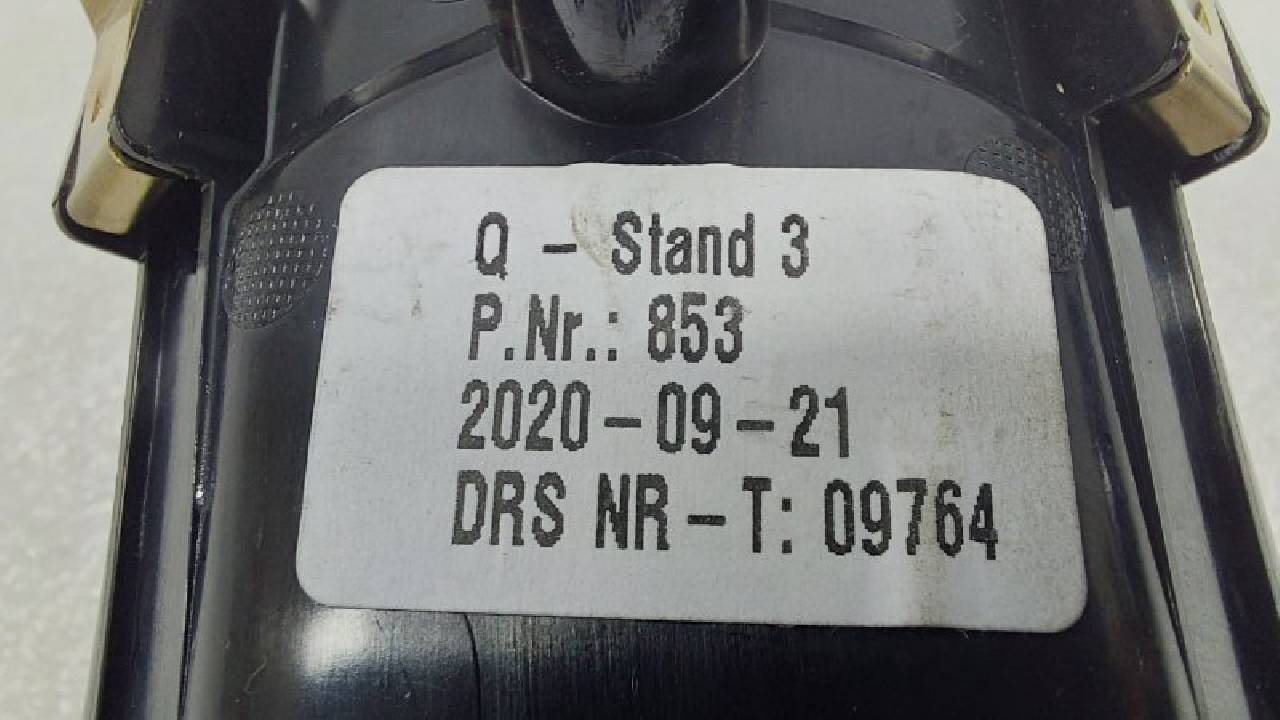 Q - Stand 3
P.Nr.: 853
2020-09-21
DRS NR-T: 09764